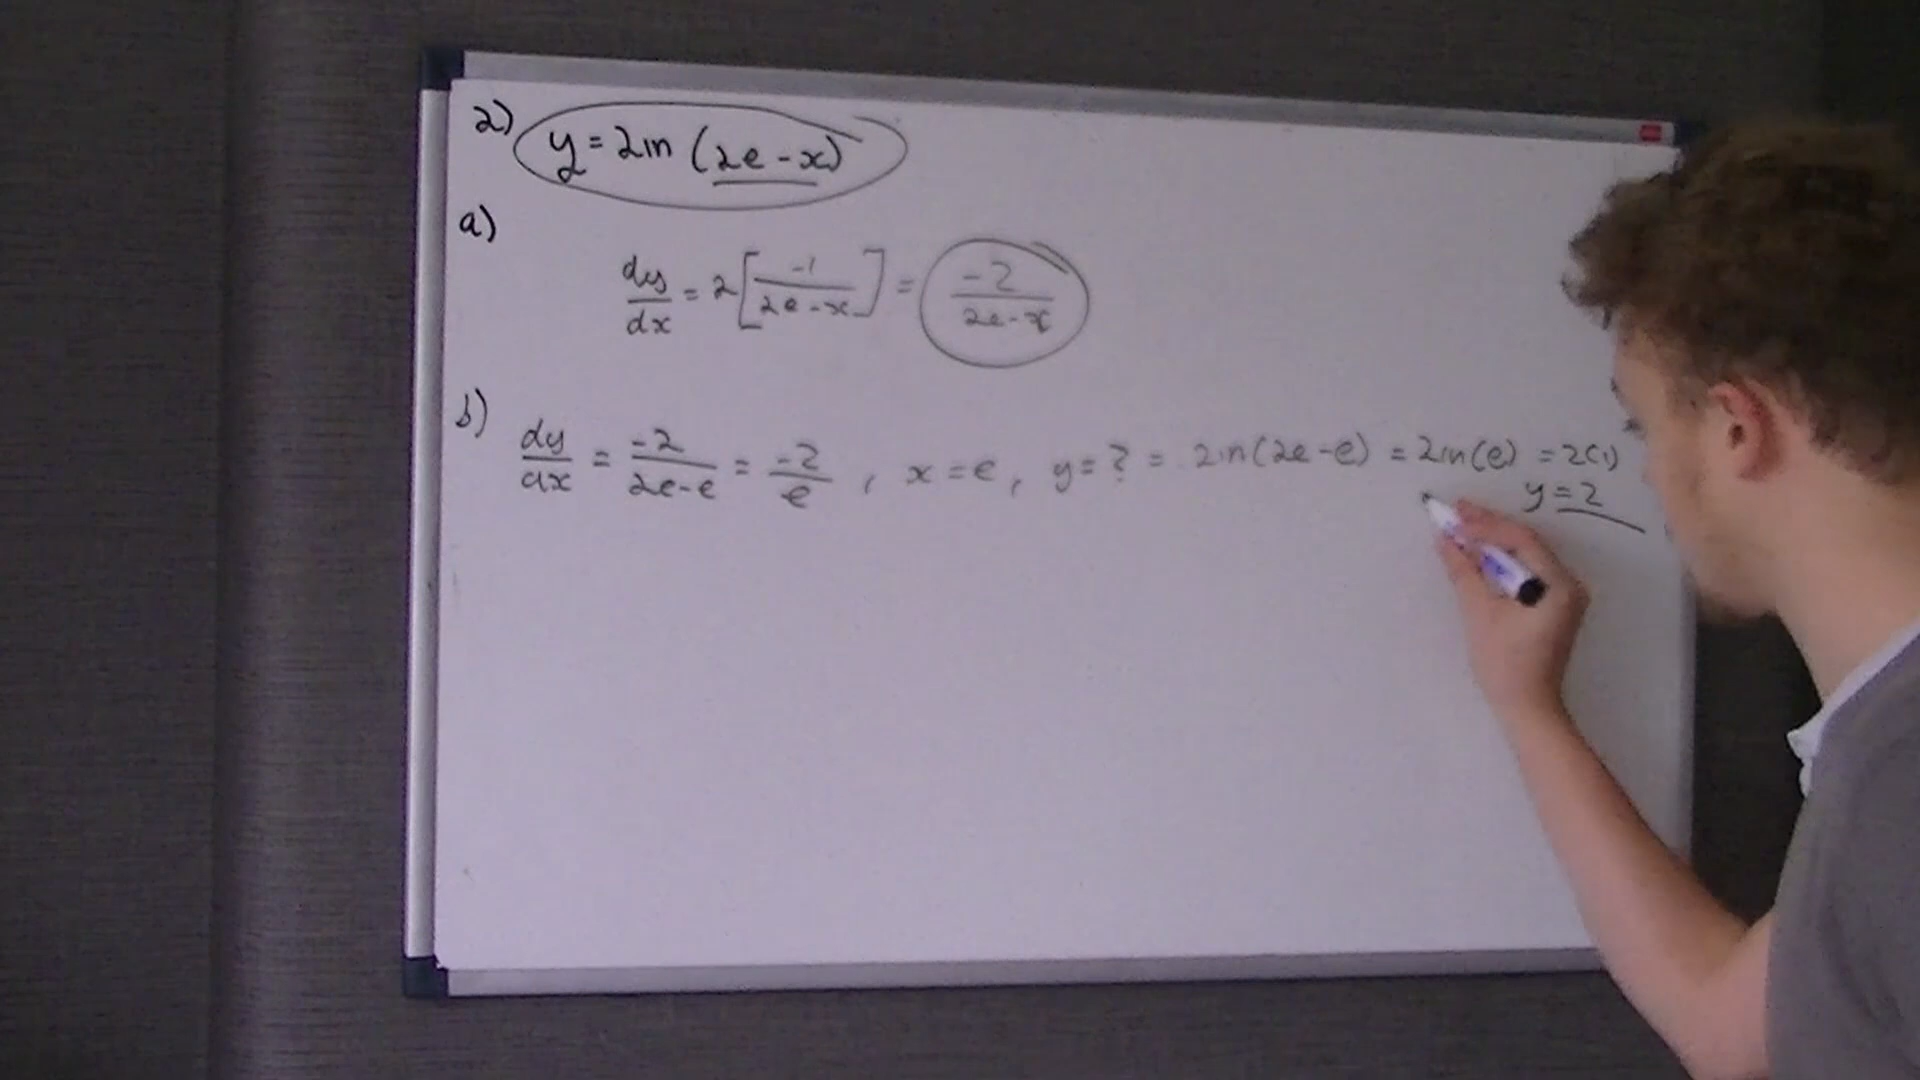 2) y = 2ln (2e - x)
a)
dy/dx = 2[-1/2e-x] = -2/2e-x
b) dy/dx = -2/2e-e = -2/e , x = e, y = ? = 2ln(2e-e) = 2ln(e) = 2(1)
y = 2